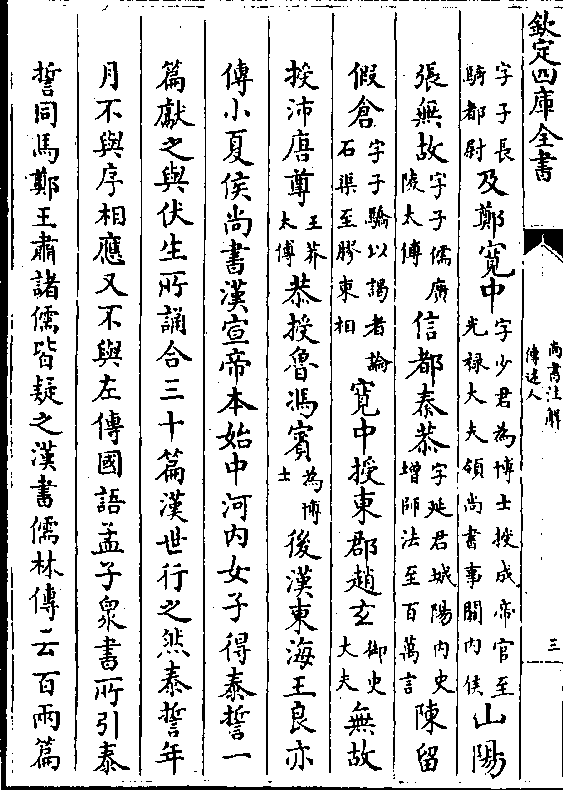 欽定四庫全書
尚書注解
傳述人
三
字子長
騎都尉及鄭寛中字少君為博士授成帝官至
光禄大夫領尚書事關内侯山陽
張無故字子儒廣
陵太傅信都秦恭字延君城陽内史
增師法至百萬言陳留
假倉字子驕以謁者論
石渠至膠東相寛中授東郡趙玄御史
大夫無故
授沛唐尊王莽
太傅恭授魯馮賓為博
士後漢東海王良亦
傳小夏侯尚書漢宣帝本始中河内女子得泰誓一
篇獻之與伏生所誦合三十篇漢世行之然泰誓年
月不與序相應又不與左傳國語孟子衆書所引泰
誓同馬鄭王肅諸儒皆疑之漢書儒林傳云百兩篇